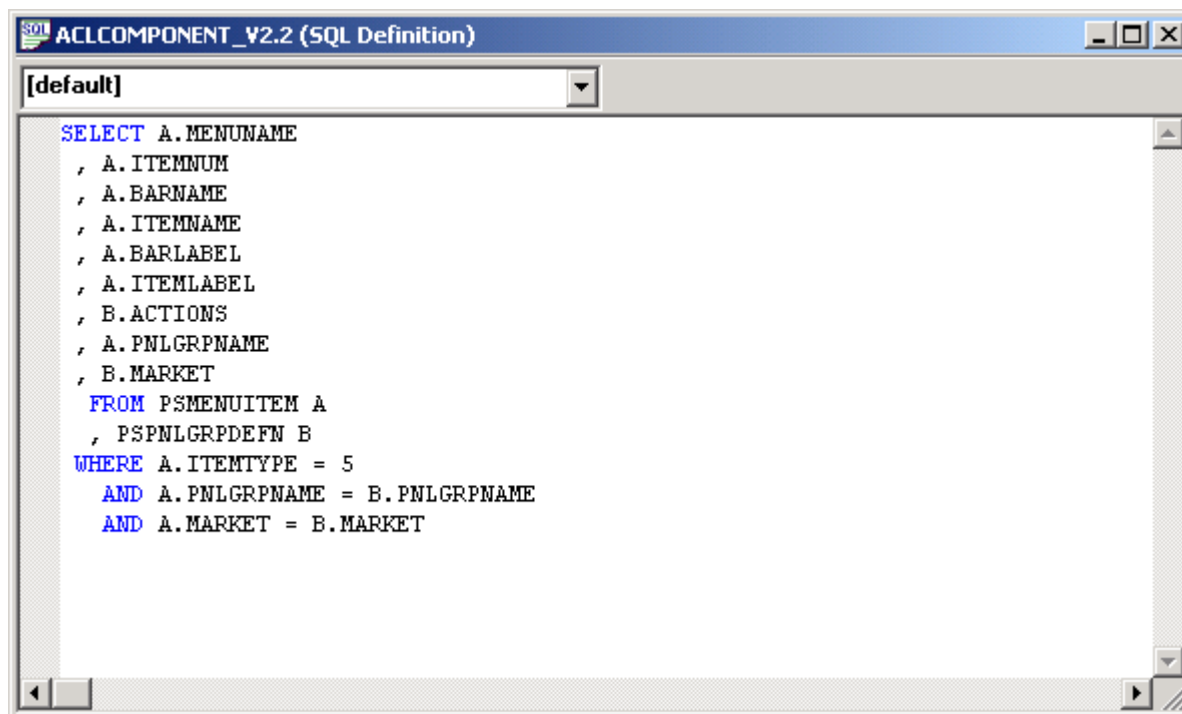 SQL ACLCOMPONENT_V2.2 (SQL Definition)
[default]
SELECT A.MENUNAME
, A.ITEMNUM
, A.BARNAME
, A.ITEMNAME
, A.BARLABEL
, A.ITEMLABEL
, B.ACTIONS
, A.PNLGRPNAME
, B.MARKET
FROM PSMENUITEM A
, PSPNLGRPDEFN B
WHERE A.ITEMTYPE = 5
AND A.PNLGRPNAME = B.PNLGRPNAME
AND A.MARKET = B.MARKET